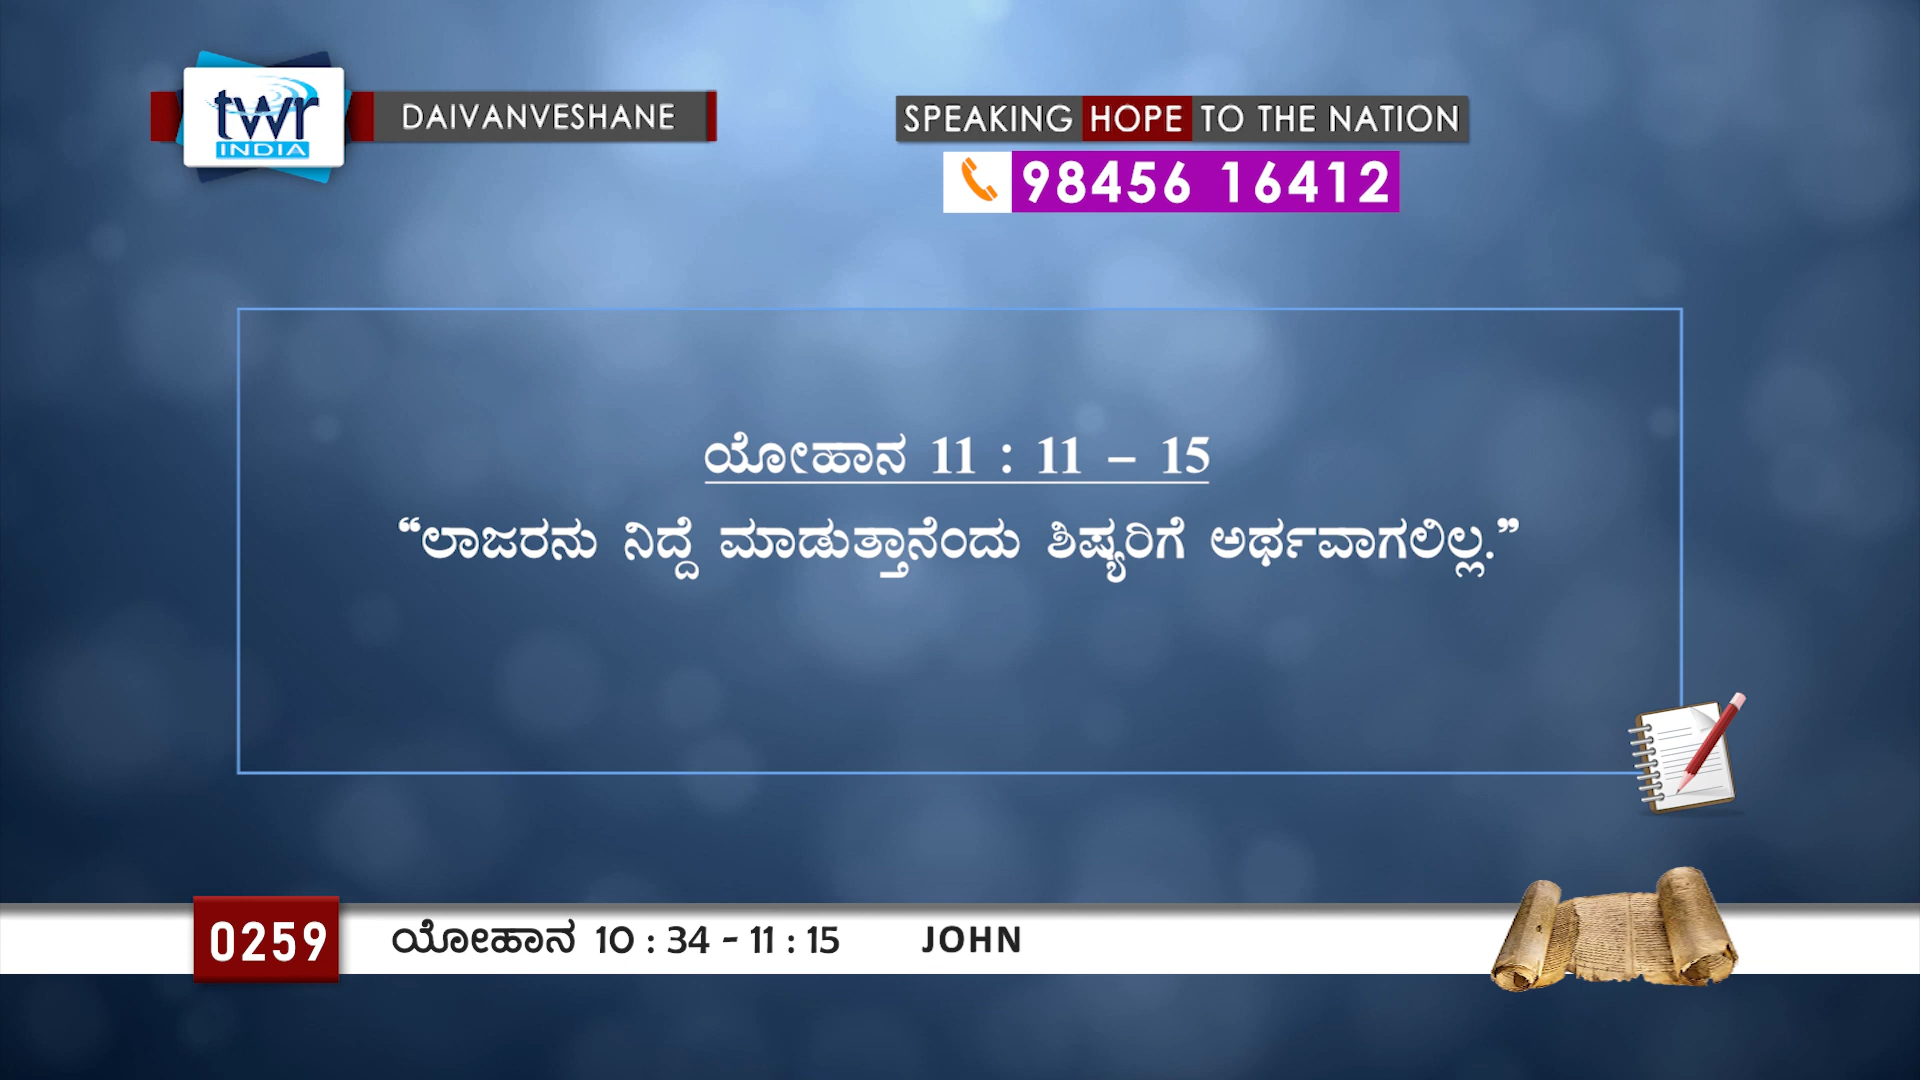 twr
INDIA
DAIVANVESHANE
SPEAKING HOPE TO THE NATION
98456 16412
ಯೋಹಾನ 11 : 11 – 15
“ಲಾಜರನು ನಿದ್ದೆ ಮಾಡುತ್ತಾನೆಂದು ಶಿಷ್ಯರಿಗೆ ಅರ್ಥವಾಗಲಿಲ್ಲ.”
0259 ಯೋಹಾನ 10 : 34 - 11 : 15 JOHN